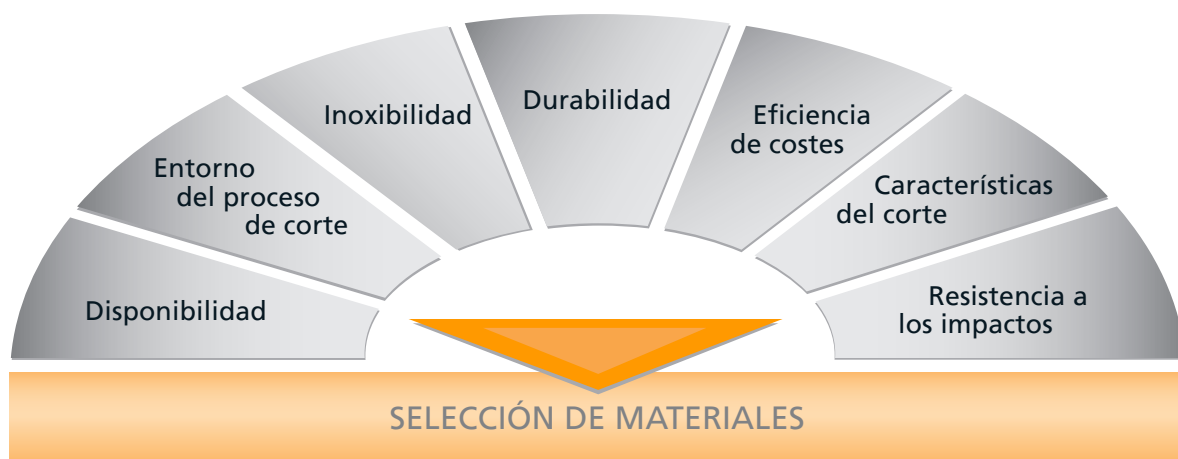 Disponibilidad
Entorno
del proceso
de corte
Inoxibilidad
Durabilidad
Eficiencia
de costes
Características
del corte
Resistencia a
los impactos
SELECCIÓN DE MATERIALES